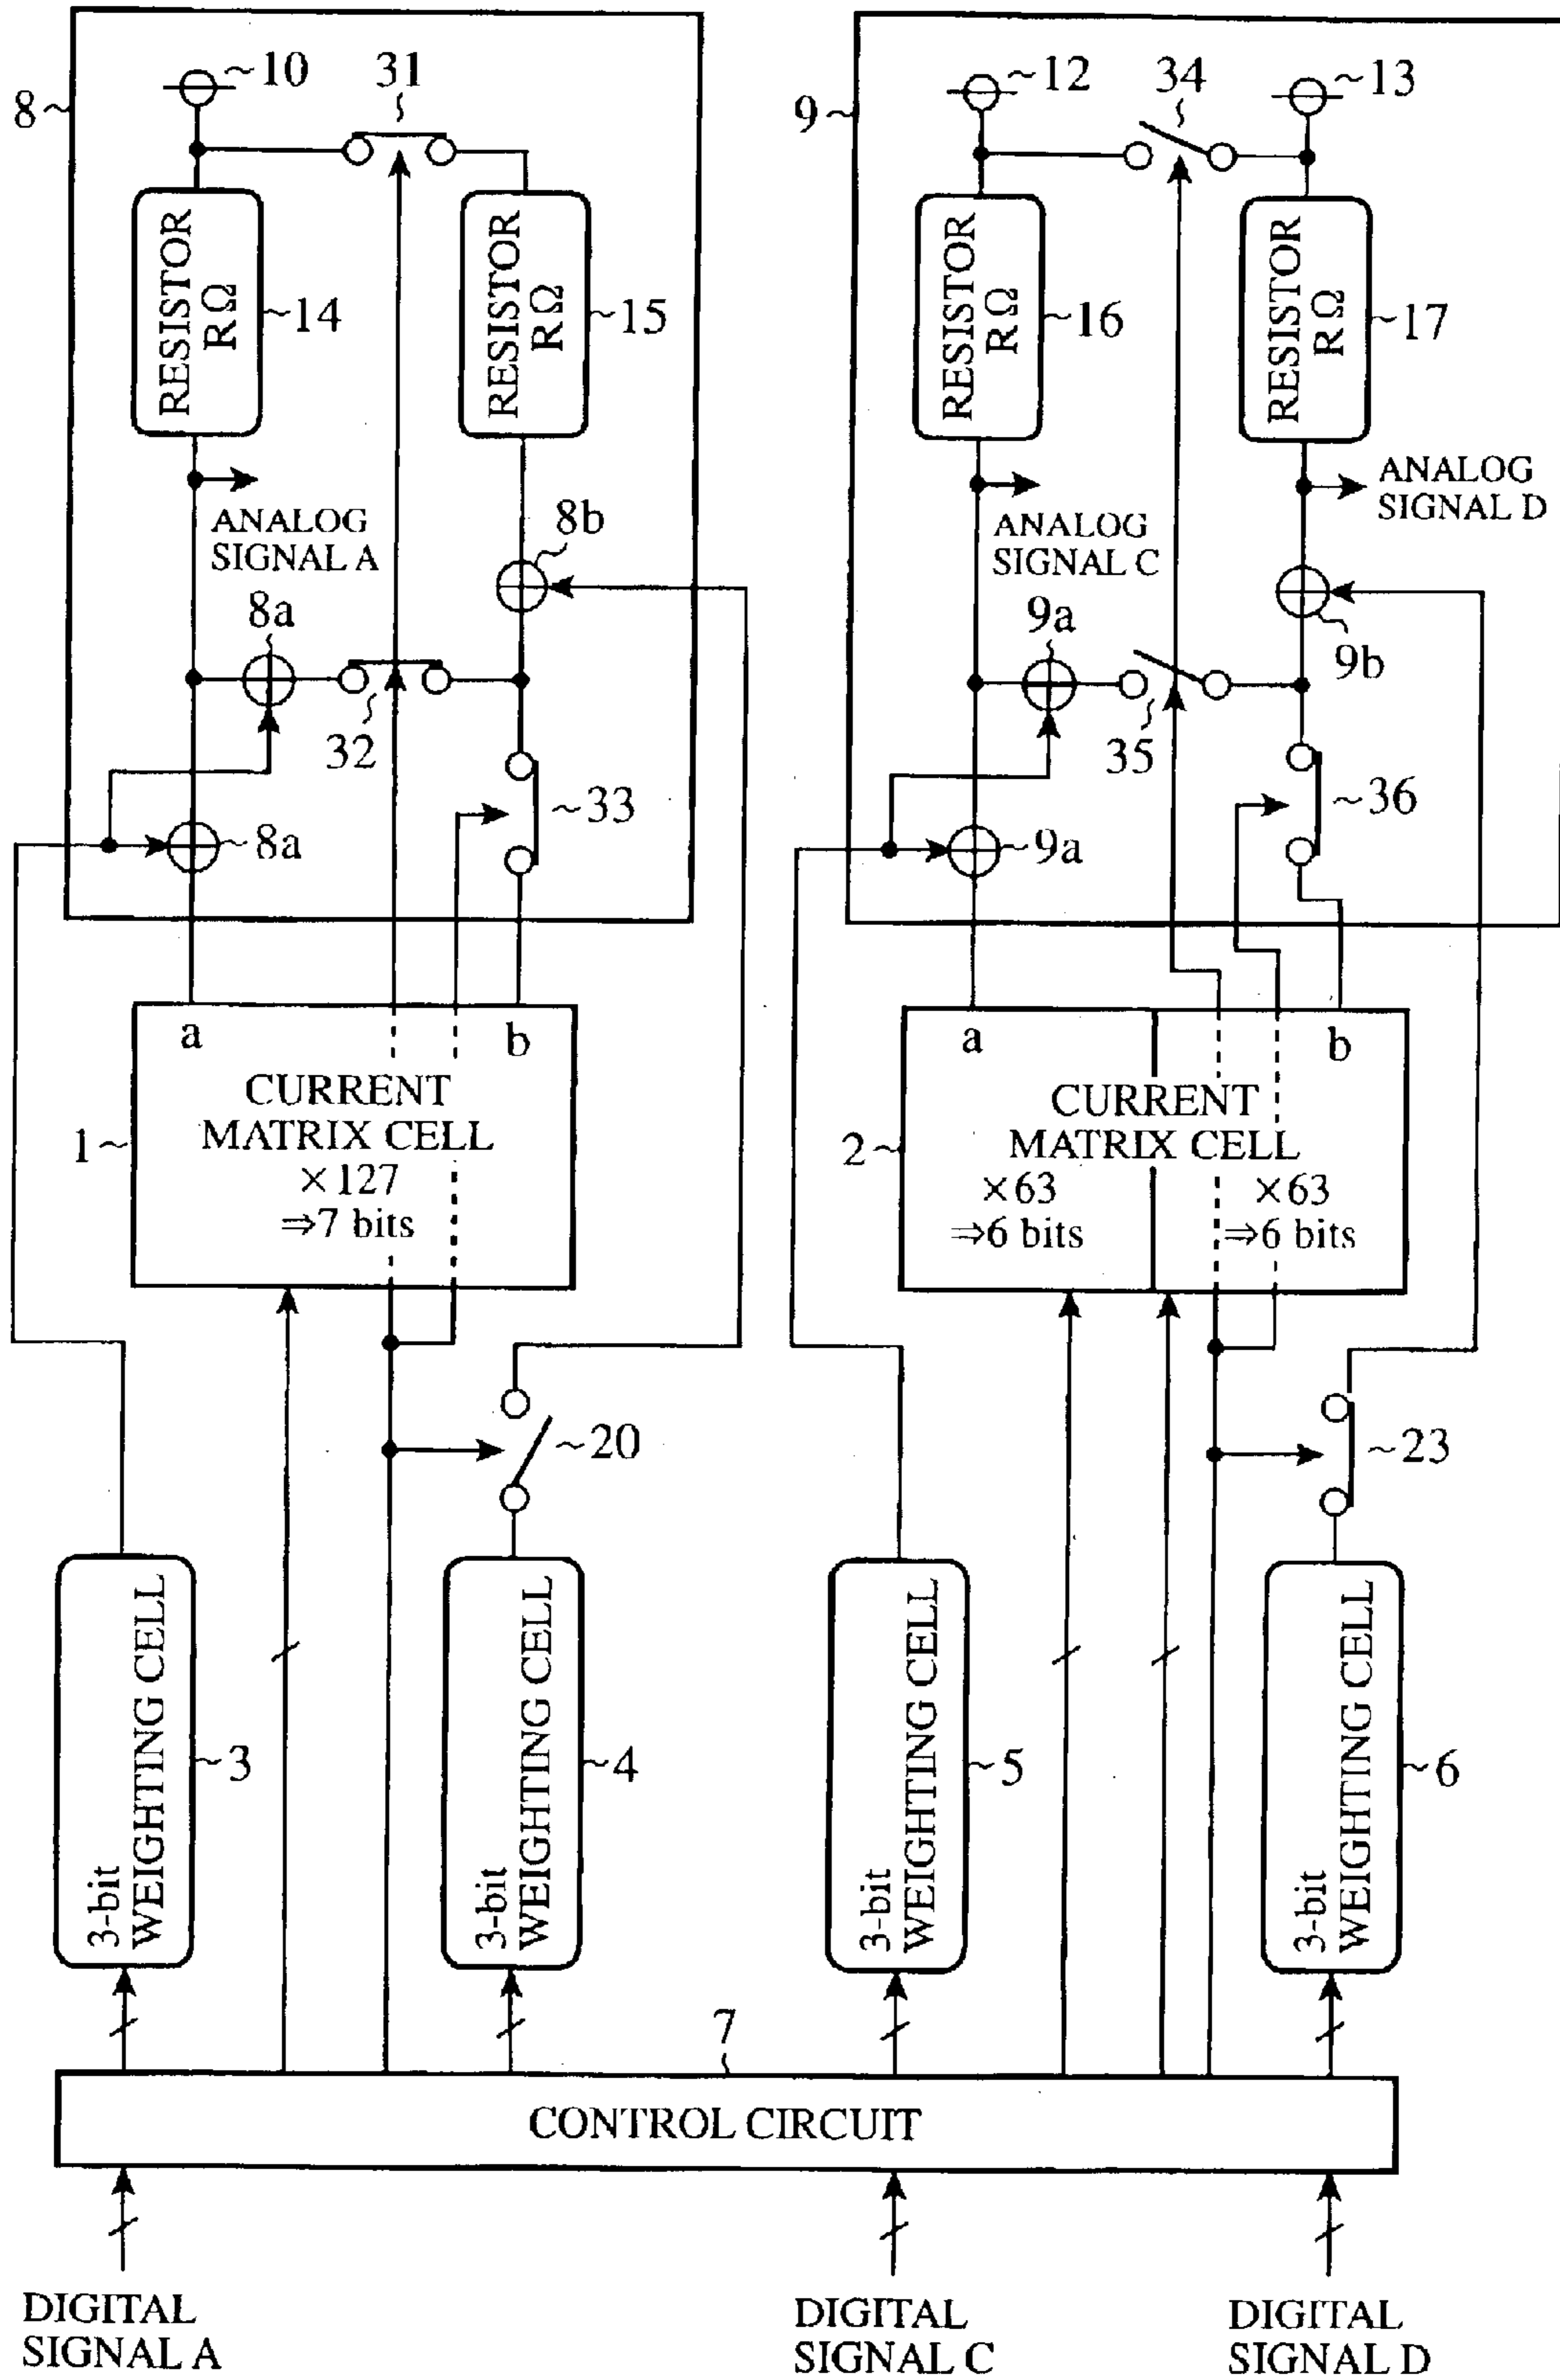 10
31
12
34
13
8
9
RESISTOR
RΩ
14
RESISTOR
RΩ
15
RESISTOR
RΩ
16
RESISTOR
RΩ
17
ANALOG
SIGNAL A
8b
ANALOG
SIGNAL C
ANALOG
SIGNAL D
8a
9a
9b
32
35
33
36
8a
9a
a
b
CURRENT
MATRIX CELL
×127
⇒7 bits
1
a
b
CURRENT
MATRIX CELL
×63
⇒6 bits
×63
⇒6 bits
2
20
23
3-bit
WEIGHTING CELL
3
3-bit
WEIGHTING CELL
4
3-bit
WEIGHTING CELL
5
3-bit
WEIGHTING CELL
6
7
CONTROL CIRCUIT
DIGITAL
SIGNAL A
DIGITAL
SIGNAL C
DIGITAL
SIGNAL D